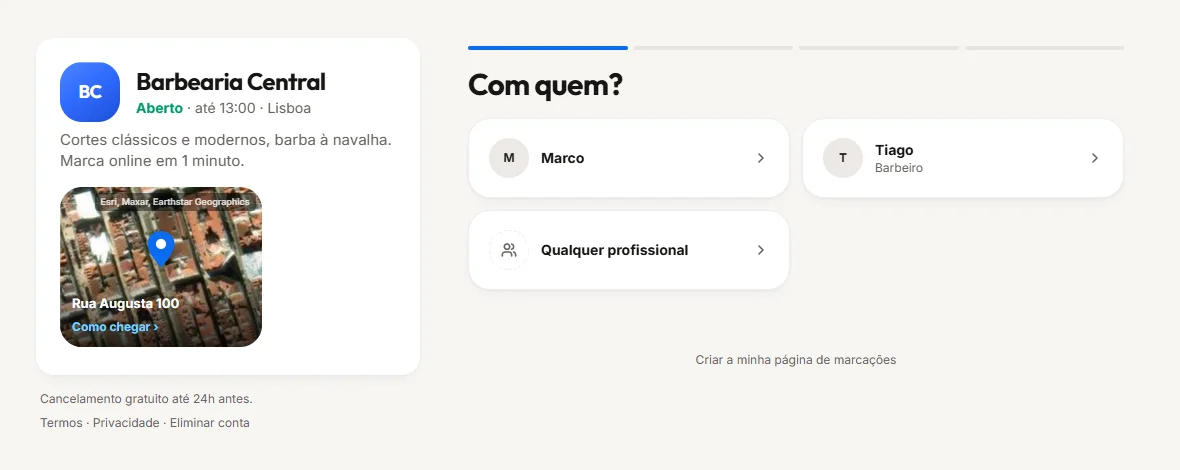 BC
Barbearia Central
Aberto · até 13:00 · Lisboa
Cortes clássicos e modernos, barba à navalha.
Marca online em 1 minuto.
Esri, Maxar, Earthstar Geographics
Rua Augusta 100
Como chegar ›
Cancelamento gratuito até 24h antes.
Termos · Privacidade · Eliminar conta
Com quem?
M
Marco
T
Tiago
Barbeiro
Qualquer profissional
Criar a minha página de marcações